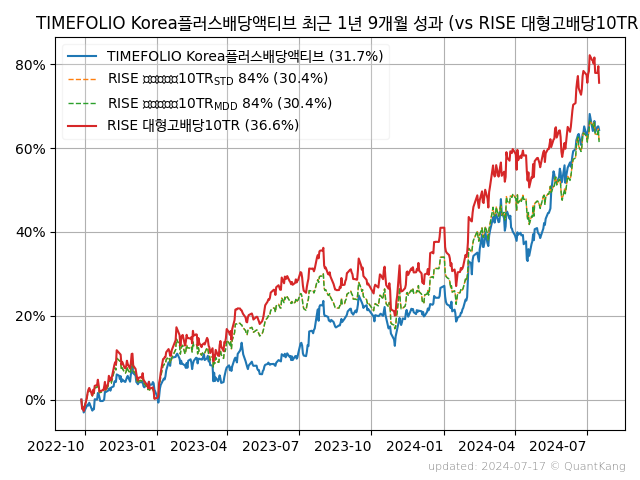 TIMEFOLIO Korea플러스배당액티브 최근 1년 9개월 성과 (vs RISE 대형고배당10TR
TIMEFOLIO Korea플러스배당액티브 (31.7%)
RISE 10TR STD 84% (30.4%)
RISE 10TR MDD 84% (30.4%)
RISE 대형고배당10TR (36.6%)
80%
60%
40%
20%
0%
2022-10 2023-01 2023-04 2023-07 2023-10 2024-01 2024-04 2024-07
updated: 2024-07-17 © QuantKang